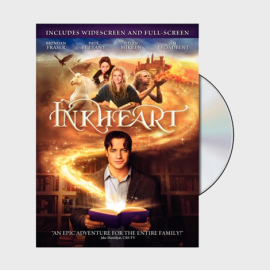 INCLUDES WIDESCREEN AND FULL-SCREEN
BRENDAN PAUL HELEN JIM
FRASER BETTANY MIRREN BROADBENT
INKHEART
"AN EPIC ADVENTURE FOR THE ENTIRE FAMILY!"